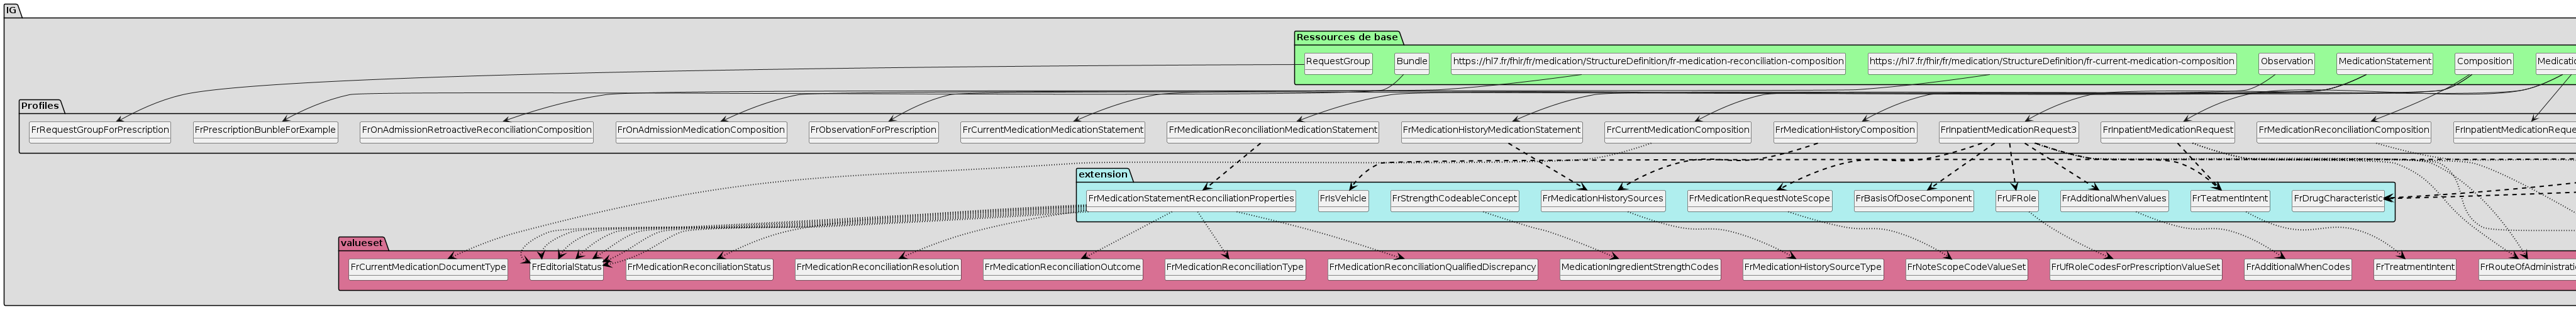 IG
Ressources de base
RequestGroup
Bundle
https://hl7.fr/fhir/fr/medication/StructureDefinition/fr-medication-reconciliation-composition
https://hl7.fr/fhir/fr/medication/StructureDefinition/fr-current-medication-composition
Observation
MedicationStatement
Composition
Profiles
FrRequestGroupForPrescription
FrPrescriptionBunbleForExample
FrOnAdmissionRetroactiveReconciliationComposition
FrOnAdmissionMedicationComposition
FrObservationForPrescription
FrCurrentMedicationMedicationStatement
FrMedicationReconciliationMedicationStatement
FrMedicationHistoryMedicationStatement
FrCurrentMedicationComposition
FrMedicationHistoryComposition
FrInpatientMedicationRequest3
FrInpatientMedicationRequest
FrMedicationReconciliationComposition
extension
FrMedicationStatementReconciliationProperties
FrIsVehicle
FrStrengthCodeableConcept
FrMedicationHistorySources
FrMedicationRequestNoteScope
FrBasisOfDoseComponent
FrUFRole
FrAdditionalWhenValues
FrTeatmentIntent
FrDrugCharacteristic
valueset
FrCurrentMedicationDocumentType
FrEditorialStatus
FrMedicationReconciliationStatus
FrMedicationReconciliationResolution
FrMedicationReconciliationOutcome
FrMedicationReconciliationType
FrMedicationReconciliationQualifiedDiscrepancy
MedicationIngredientStrengthCodes
FrMedicationHistorySourceType
FrNoteScopeCodeValueSet
FrUfRoleCodesForPrescriptionValueSet
FrAdditionalWhenCodes
FrTreatmentIntent